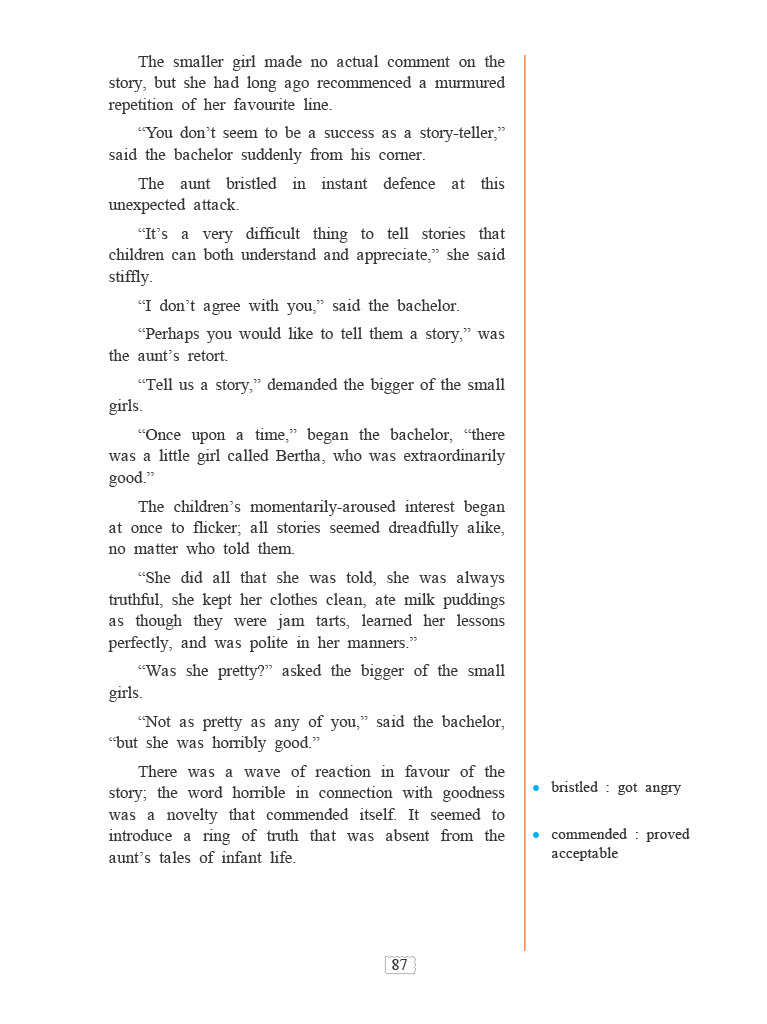 The smaller girl made no actual comment on the
story, but she had long ago recommenced a murmured
repetition of her favourite line.
“You don’t seem to be a success as a story-teller,”
said the bachelor suddenly from his corner.
The aunt bristled in instant defence at this
unexpected attack.
“It’s a very difficult thing to tell stories that
children can both understand and appreciate,” she said
stiffly.
“I don’t agree with you,” said the bachelor.
“Perhaps you would like to tell them a story,” was
the aunt’s retort.
“Tell us a story,” demanded the bigger of the small
girls.
“Once upon a time,” began the bachelor, “there
was a little girl called Bertha, who was extraordinarily
good.”
The children’s momentarily-aroused interest began
at once to flicker; all stories seemed dreadfully alike,
no matter who told them.
“She did all that she was told, she was always
truthful, she kept her clothes clean, ate milk puddings
as though they were jam tarts, learned her lessons
perfectly, and was polite in her manners.”
“Was she pretty?” asked the bigger of the small
girls.
“Not as pretty as any of you,” said the bachelor,
“but she was horribly good.”
There was a wave of reaction in favour of the
story; the word horrible in connection with goodness
was a novelty that commended itself. It seemed to
introduce a ring of truth that was absent from the
aunt’s tales of infant life.
• bristled : got angry
• commended : proved
acceptable
87